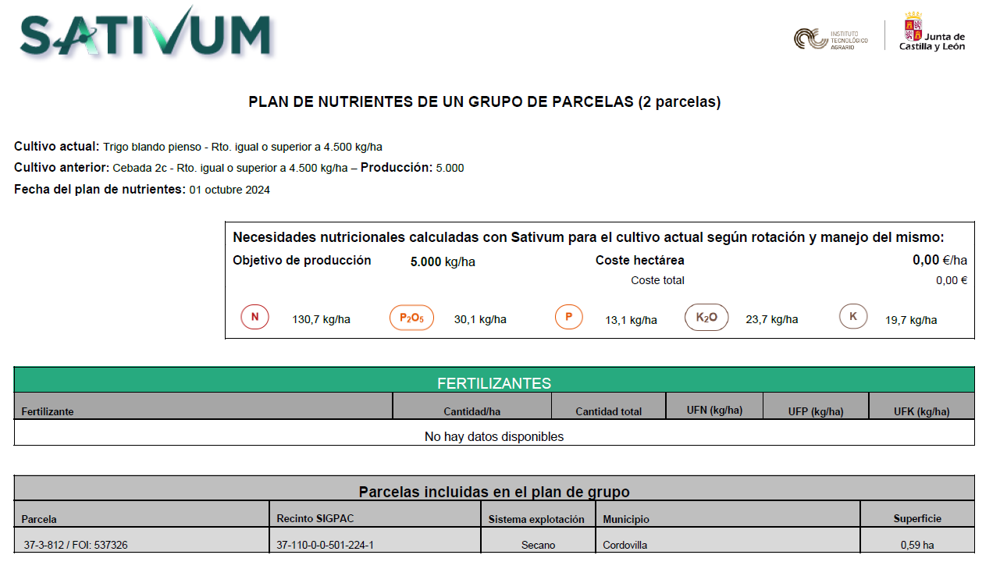 SATIVUM
INSTITUTO
TECNOLÓGICO
AGRARIO
Junta de
Castilla y León
PLAN DE NUTRIENTES DE UN GRUPO DE PARCELAS (2 parcelas)
Cultivo actual: Trigo blando pienso - Rto. igual o superior a 4.500 kg/ha
Cultivo anterior: Cebada 2c - Rto. igual o superior a 4.500 kg/ha – Producción: 5.000
Fecha del plan de nutrientes: 01 octubre 2024
Necesidades nutricionales calculadas con Sativum para el cultivo actual según rotación y manejo del mismo:
Objetivo de producción 5.000 kg/ha Coste hectárea 0,00 €/ha
Coste total 0,00 €
N 130,7 kg/ha P2O5 30,1 kg/ha P 13,1 kg/ha K2O 23,7 kg/ha K 19,7 kg/ha
FERTILIZANTES
Fertilizante Cantidad/ha Cantidad total UFN (kg/ha) UFP (kg/ha) UFK (kg/ha)
No hay datos disponibles
Parcelas incluidas en el plan de grupo
Parcela Recinto SIGPAC Sistema explotación Municipio Superficie
37-3-812 / FOI: 537326 37-110-0-0-501-224-1 Secano Cordovilla 0,59 ha